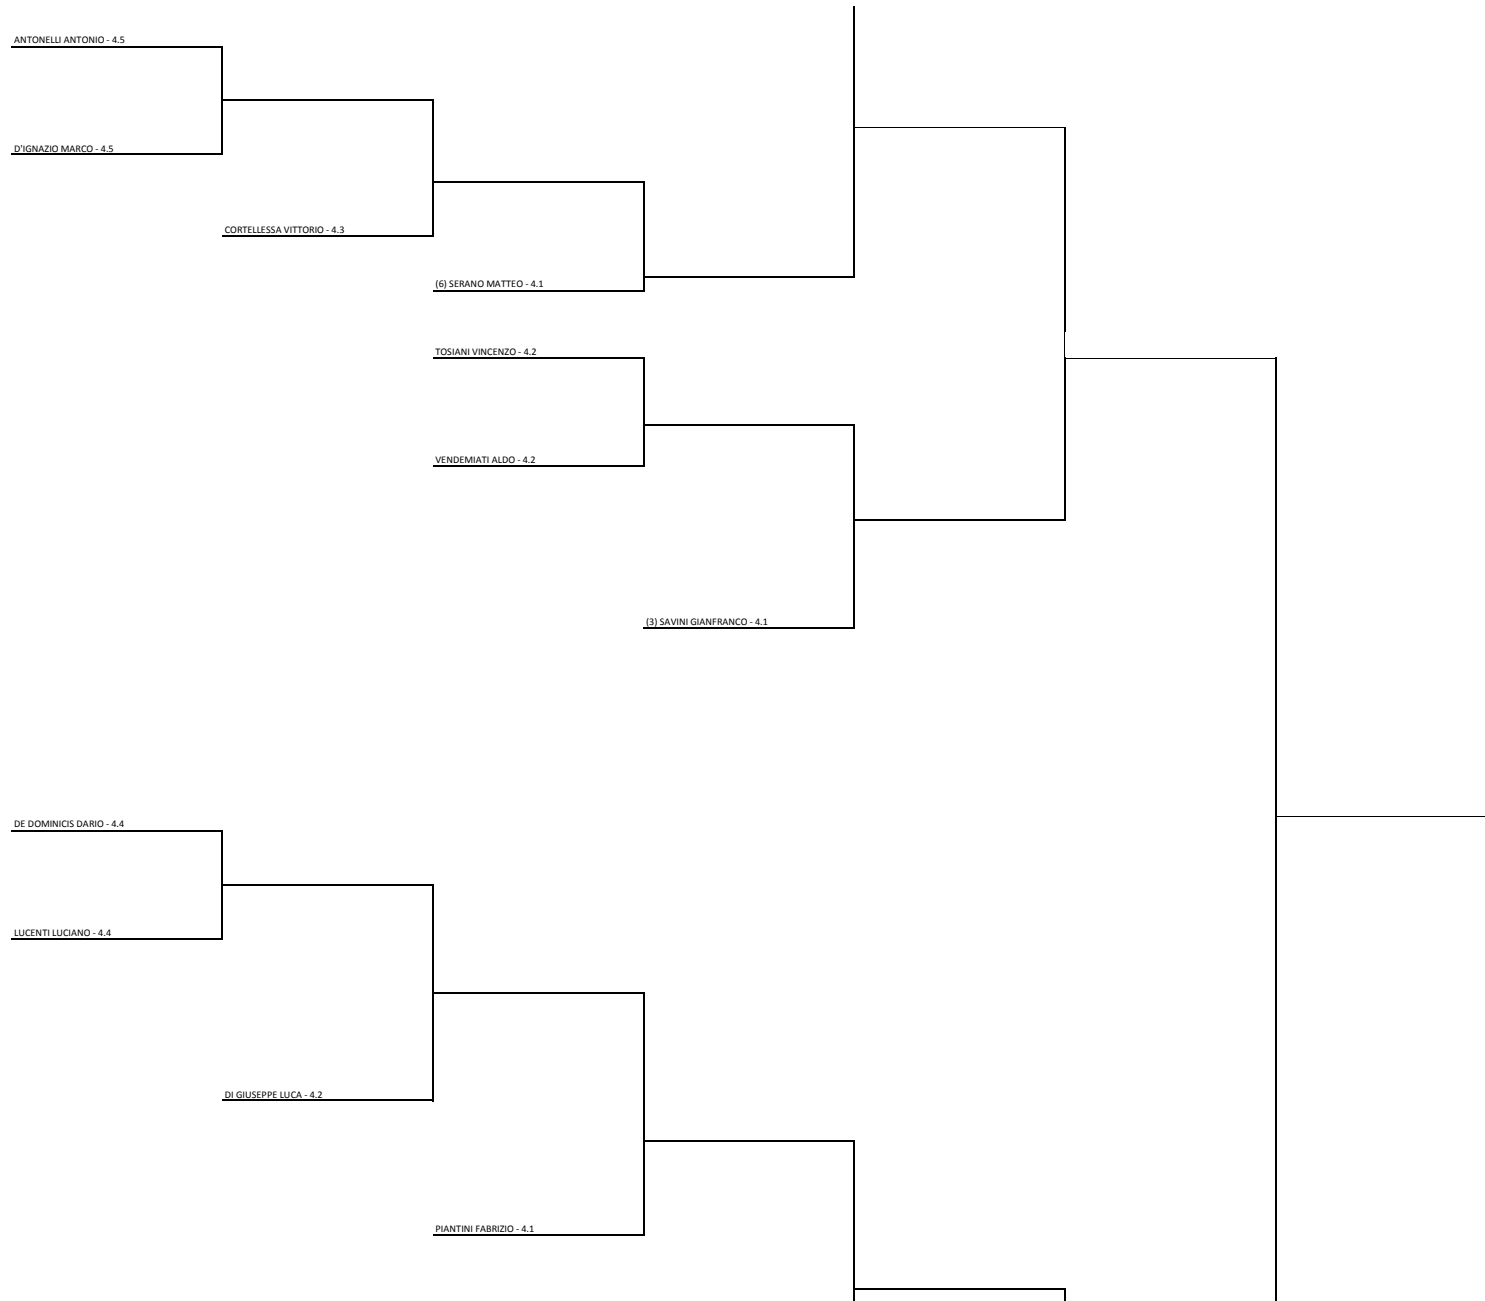 ANTONELLI ANTONIO - 4.5
D'IGNAZIO MARCO - 4.5
CORTELLESSA VITTORIO - 4.3
(6) SERANO MATTEO - 4.1
TOSIANI VINCENZO - 4.2
VENDEMIATI ALDO - 4.2
(3) SAVINI GIANFRANCO - 4.1
DE DOMINICIS DARIO - 4.4
LUCENTI LUCIANO - 4.4
DI GIUSEPPE LUCA - 4.2
PIANTINI FABRIZIO - 4.1